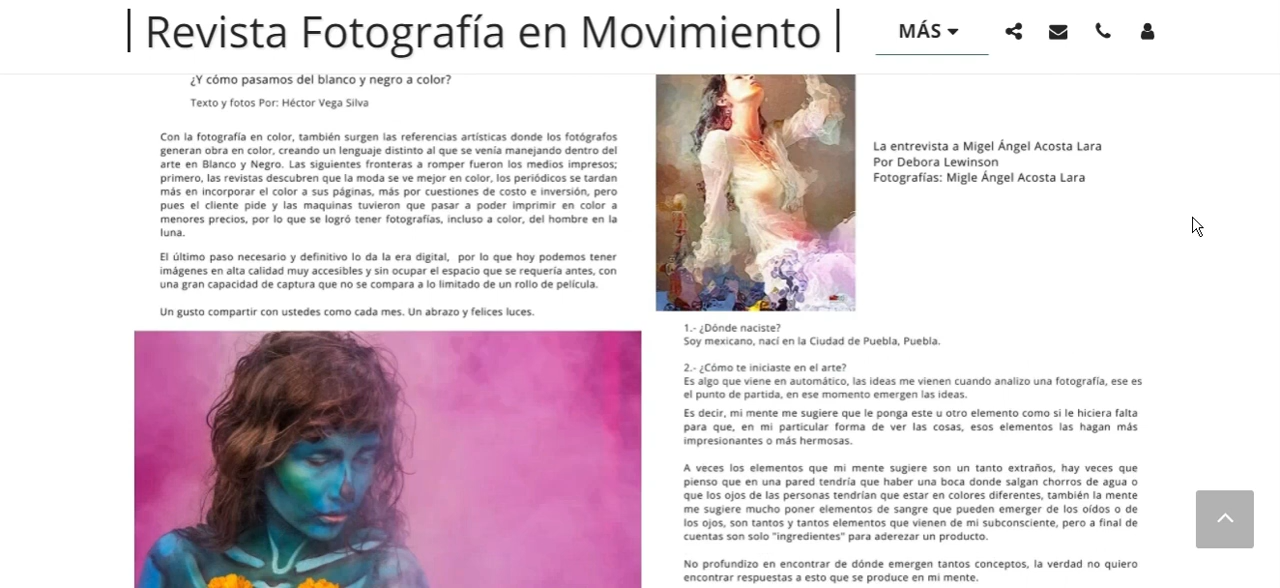 | Revista Fotografía en Movimiento |
MÁS
¿Y cómo pasamos del blanco y negro a color?
Texto y fotos Por: Héctor Vega Silva
Con la fotografía en color, también surgen las referencias artísticas donde los fotógrafos
generan obra en color, creando un lenguaje distinto al que se venía manejando dentro del
arte en Blanco y Negro. Las siguientes fronteras a romper fueron los medios impresos;
primero, las revistas descubren que la moda se ve mejor en color, los periódicos se tardan
más en incorporar el color a sus páginas, más por cuestiones de costo e inversión, pero
pues el cliente pide y las maquinas tuvieron que pasar a poder imprimir en color a
menores precios, por lo que se logró tener fotografías, incluso a color, del hombre en la
luna.
El último paso necesario y definitivo lo da la era digital, por lo que hoy podemos tener
imágenes en alta calidad muy accesibles y sin ocupar el espacio que se requería antes, con
una gran capacidad de captura que no se compara a lo limitado de un rollo de película.
Un gusto compartir con ustedes como cada mes. Un abrazo y felices luces.
La entrevista a Migel Ángel Acosta Lara
Por Debora Lewinson
Fotografías: Migle Ángel Acosta Lara
1.- ¿Dónde naciste?
Soy mexicano, nací en la Ciudad de Puebla, Puebla.
2.- ¿Cómo te iniciaste en el arte?
Es algo que viene en automático, las ideas me vienen cuando analizo una fotografía, ese es
el punto de partida, en ese momento emergen las ideas.
Es decir, mi mente me sugiere que le ponga este u otro elemento como si le hiciera falta
para que, en mi particular forma de ver las cosas, esos elementos las hagan más
impresionantes o más hermosas.
A veces los elementos que mi mente sugiere son un tanto extraños, hay veces que
pienso que en una pared tendría que haber una boca donde salgan chorros de agua o
que los ojos de las personas tendrían que estar en colores diferentes, también la mente
me sugiere mucho poner elementos de sangre que pueden emerger de los oídos o de
los ojos, son tantos y tantos elementos que vienen de mi subconsciente, pero a final de
cuentas son solo "ingredientes" para aderezar un producto.
No profundizo en encontrar de dónde emergen tantos conceptos, la verdad no quiero
encontrar respuestas a esto que se produce en mi mente.